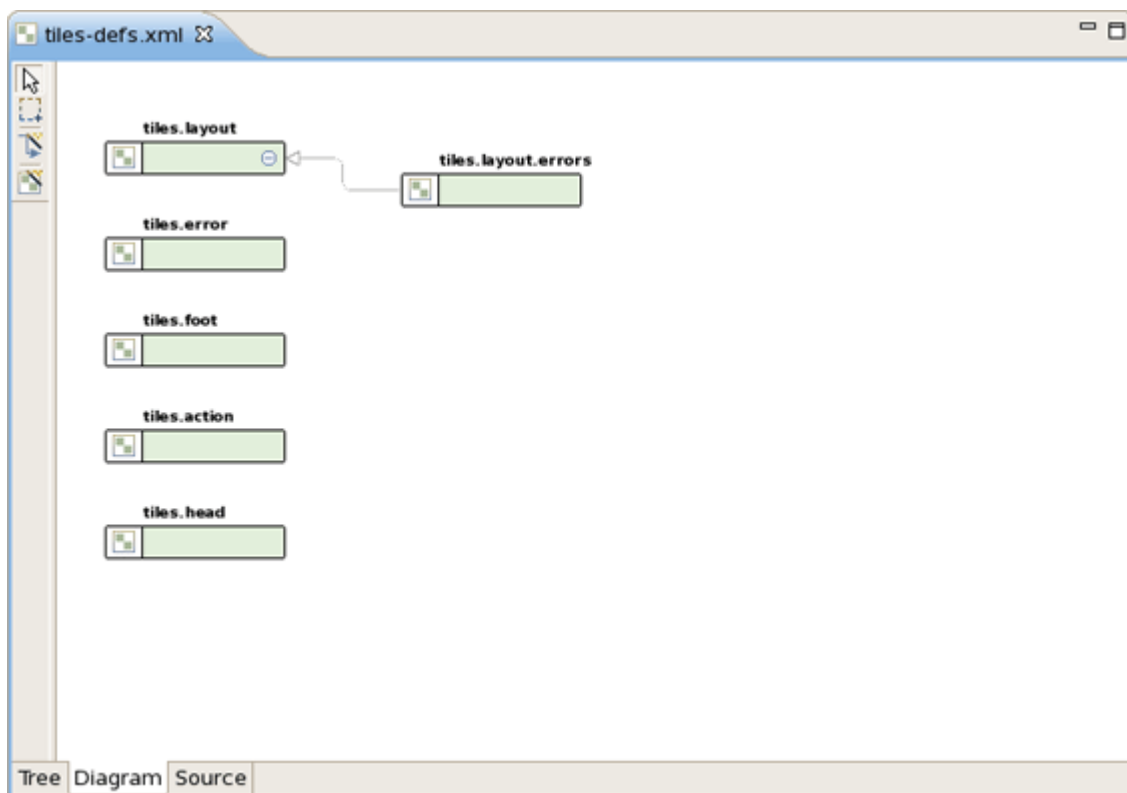 tiles-defs.xml
tiles.layout
tiles.layout.errors
tiles.error
tiles.foot
tiles.action
tiles.head
Tree Diagram Source